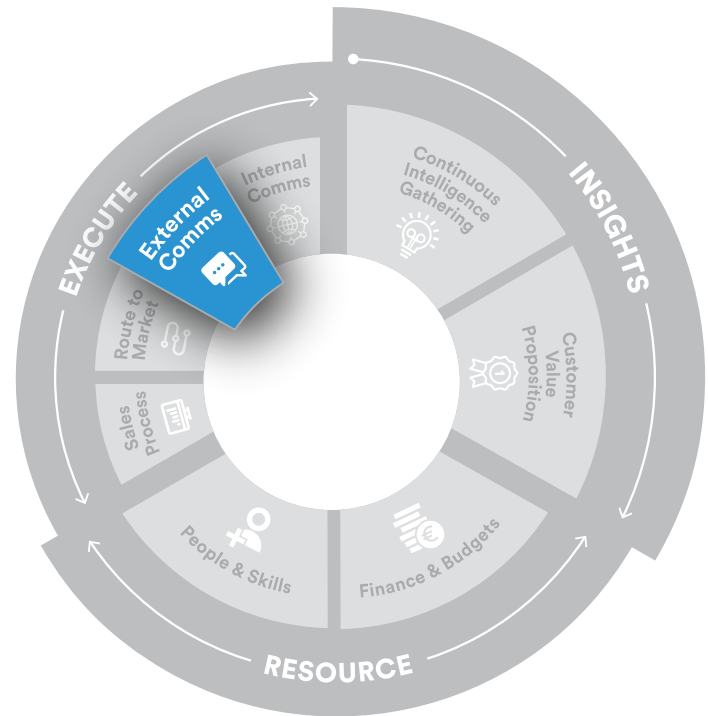 INSIGHTS
Continuous
Intelligence
Gathering
Customer
Value
Proposition
1
RESOURCE
Finance & Budgets
€
People & Skills
EXECUTE
Sales
Process
Route to
Market
External
Comms
Internal
Comms